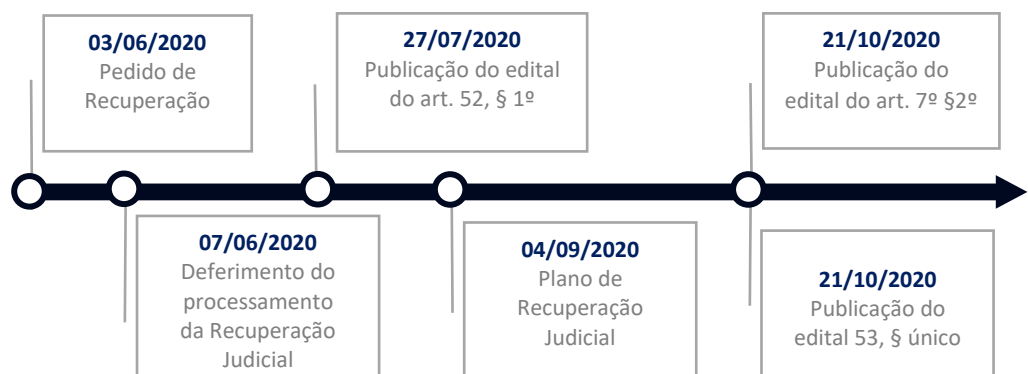 03/06/2020
Pedido de
Recuperação
27/07/2020
Publicação do edital
do art. 52, § 1º
21/10/2020
Publicação do
edital do art. 7º §2º
07/06/2020
Deferimento do
processamento
da Recuperação
Judicial
04/09/2020
Plano de
Recuperação
Judicial
21/10/2020
Publicação do
edital 53, § único